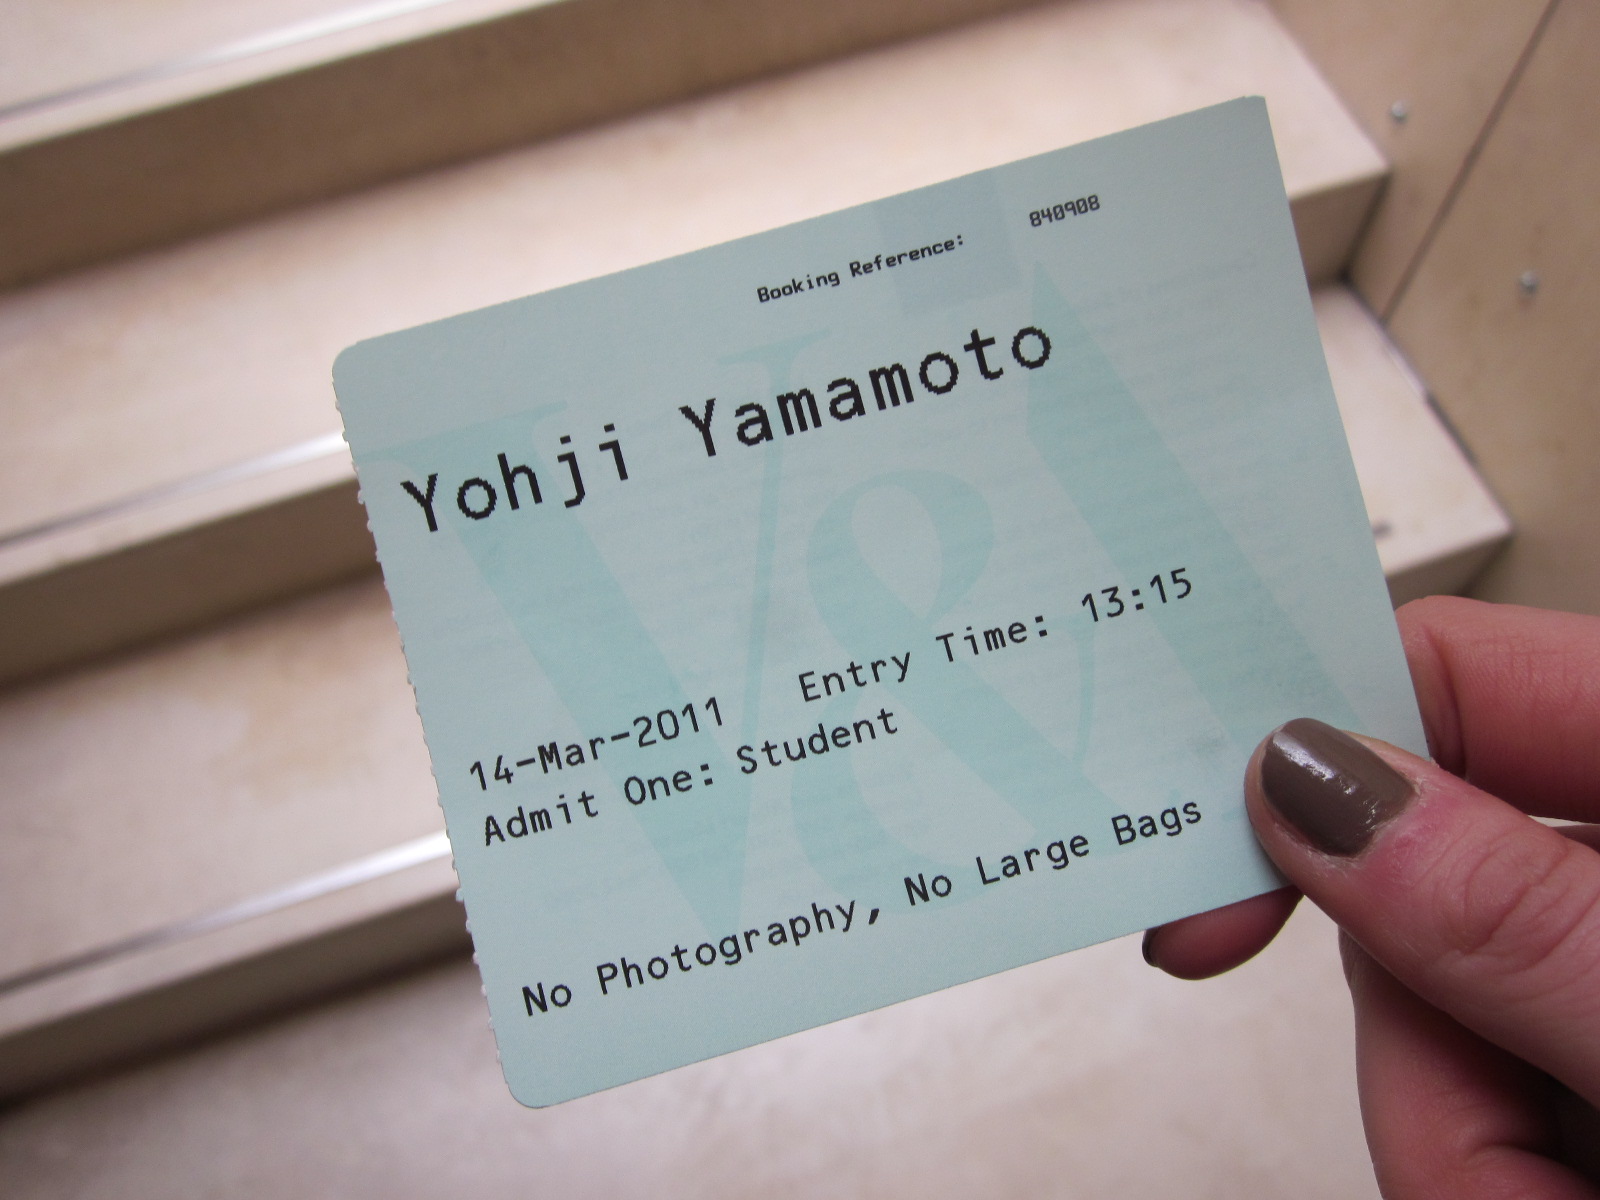 Booking Reference: 840908
Yohji Yamamoto
V&A
14-Mar-2011 Entry Time: 13:15
Admit One: Student
No Photography, No Large Bags